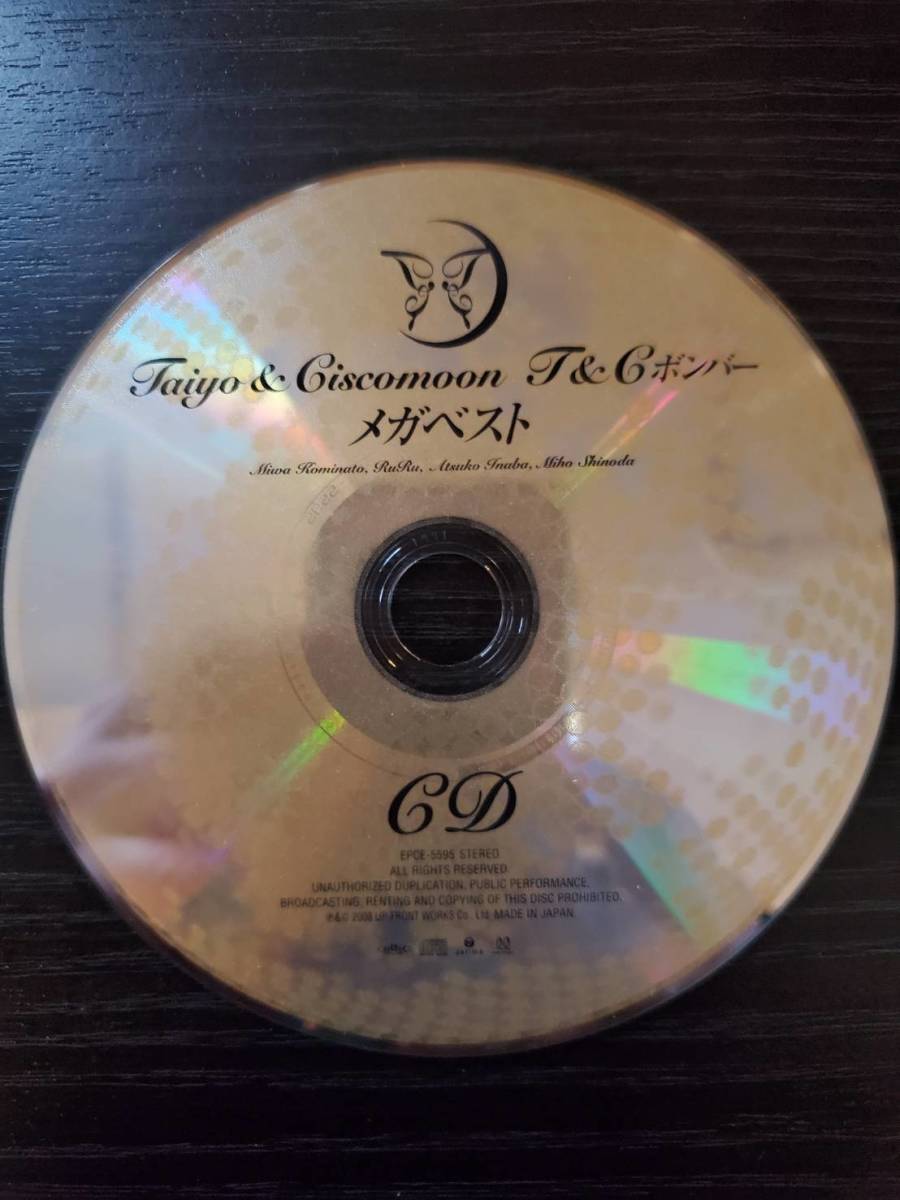 Taiyo & Ciscomoon T&Cボンバー
メガベスト
Miwa Kominato, RuRu, Atsuko Inaba, Miho Shinoda
CD
EPCE-5595 STEREO
ALL RIGHTS RESERVED.
UNAUTHORIZED DUPLICATION, PUBLIC PERFORMANCE,
BROADCASTING, RENTING AND COPYING OF THIS DISC PROHIBITED.
℗&© 2008 UP FRONT WORKS Co., Ltd. MADE IN JAPAN.